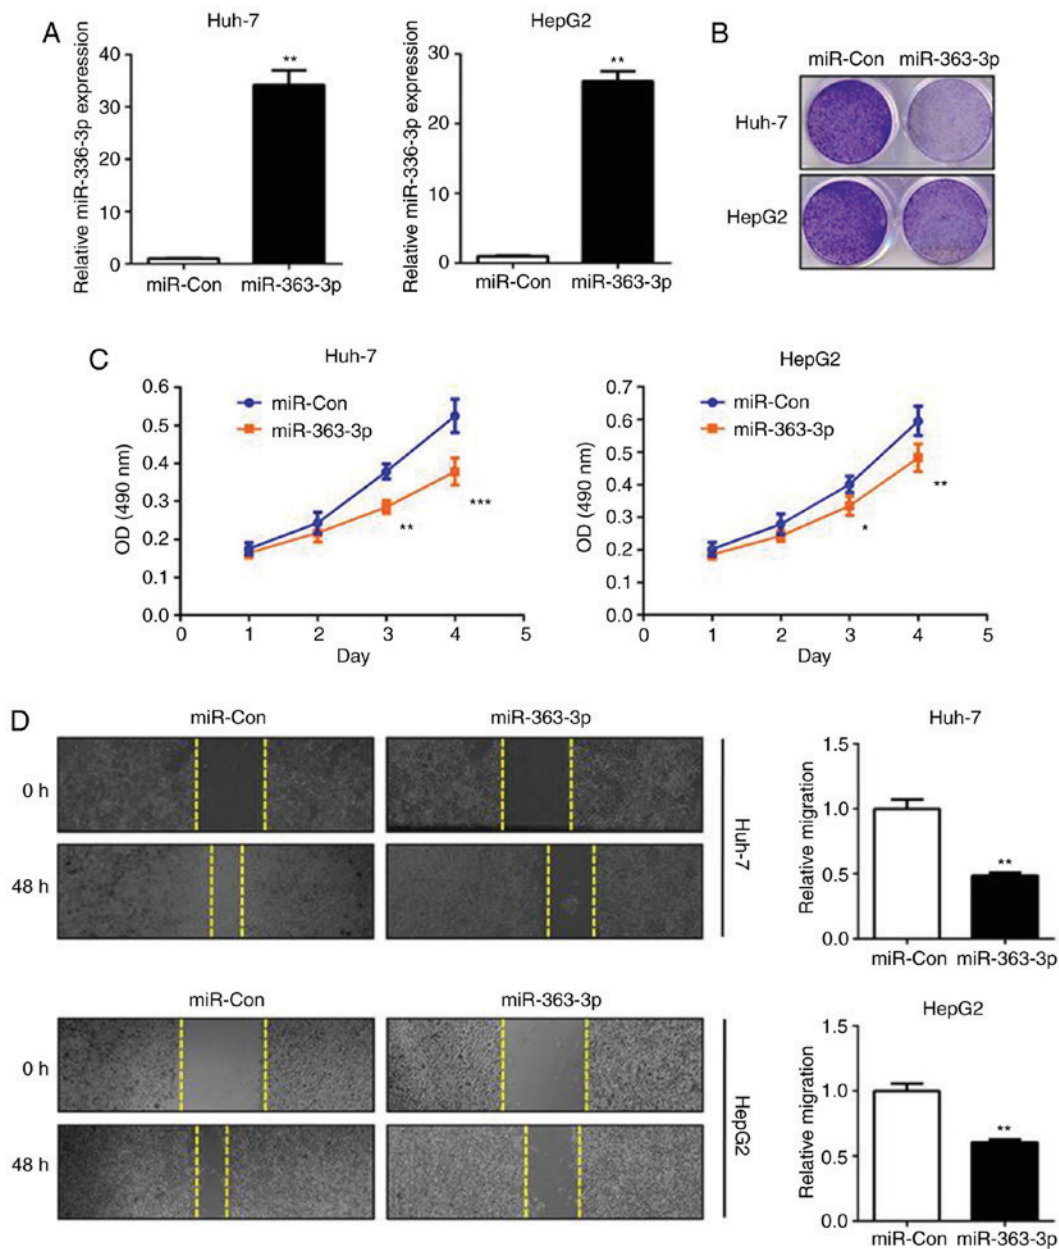 A
Huh-7
Relative miR-336-3p expression
40
30
20
10
0
**
miR-Con miR-363-3p
HepG2
Relative miR-336-3p expression
30
20
10
0
**
miR-Con miR-363-3p
B
miR-Con miR-363-3p
Huh-7
HepG2
C
Huh-7
OD (490 nm)
0.6
0.5
0.4
0.3
0.2
0.1
0.0
miR-Con
miR-363-3p
**
***
0 1 2 3 4 5
Day
HepG2
OD (490 nm)
0.7
0.6
0.5
0.4
0.3
0.2
0.1
0.0
miR-Con
miR-363-3p
*
**
0 1 2 3 4 5
Day
D
miR-Con miR-363-3p
0 h
48 h
Huh-7
Huh-7
Relative migration
1.5
1.0
0.5
0.0
**
miR-Con miR-363-3p
miR-Con miR-363-3p
0 h
48 h
HepG2
HepG2
Relative migration
1.5
1.0
0.5
0.0
**
miR-Con miR-363-3p